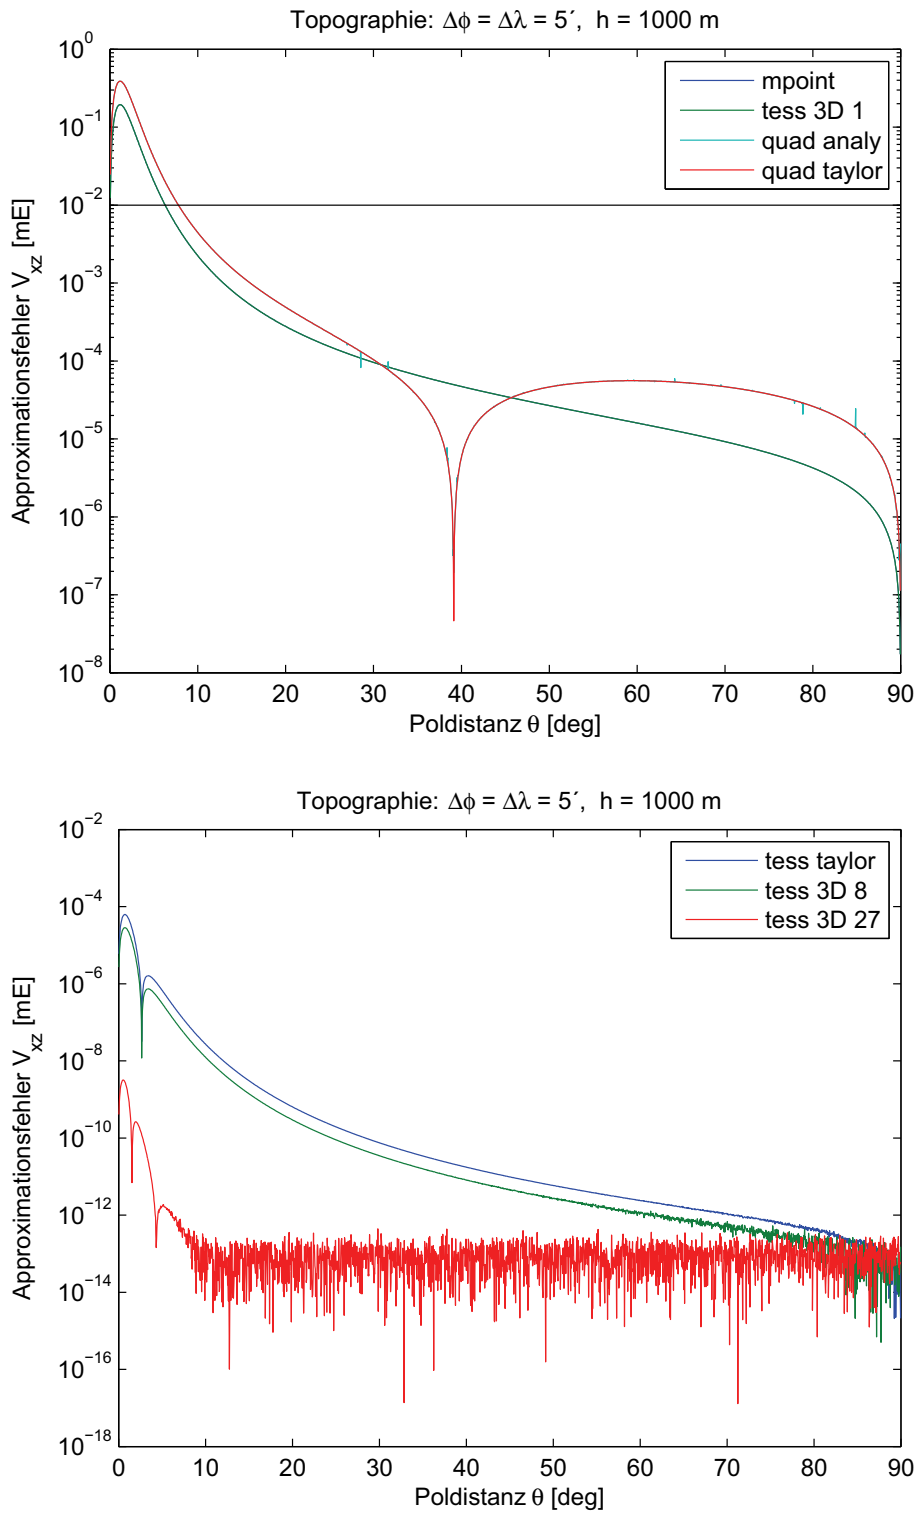 Topographie: Δϕ = Δλ = 5´, h = 1000 m
10⁰
10⁻¹
10⁻²
10⁻³
10⁻⁴
10⁻⁵
10⁻⁶
10⁻⁷
10⁻⁸
Approximationsfehler V_xz [mE]
mpoint
tess 3D 1
quad analy
quad taylor
0 10 20 30 40 50 60 70 80 90
Poldistanz θ [deg]
Topographie: Δϕ = Δλ = 5´, h = 1000 m
10⁻²
10⁻⁴
10⁻⁶
10⁻⁸
10⁻¹⁰
10⁻¹²
10⁻¹⁴
10⁻¹⁶
10⁻¹⁸
Approximationsfehler V_xz [mE]
tess taylor
tess 3D 8
tess 3D 27
0 10 20 30 40 50 60 70 80 90
Poldistanz θ [deg]